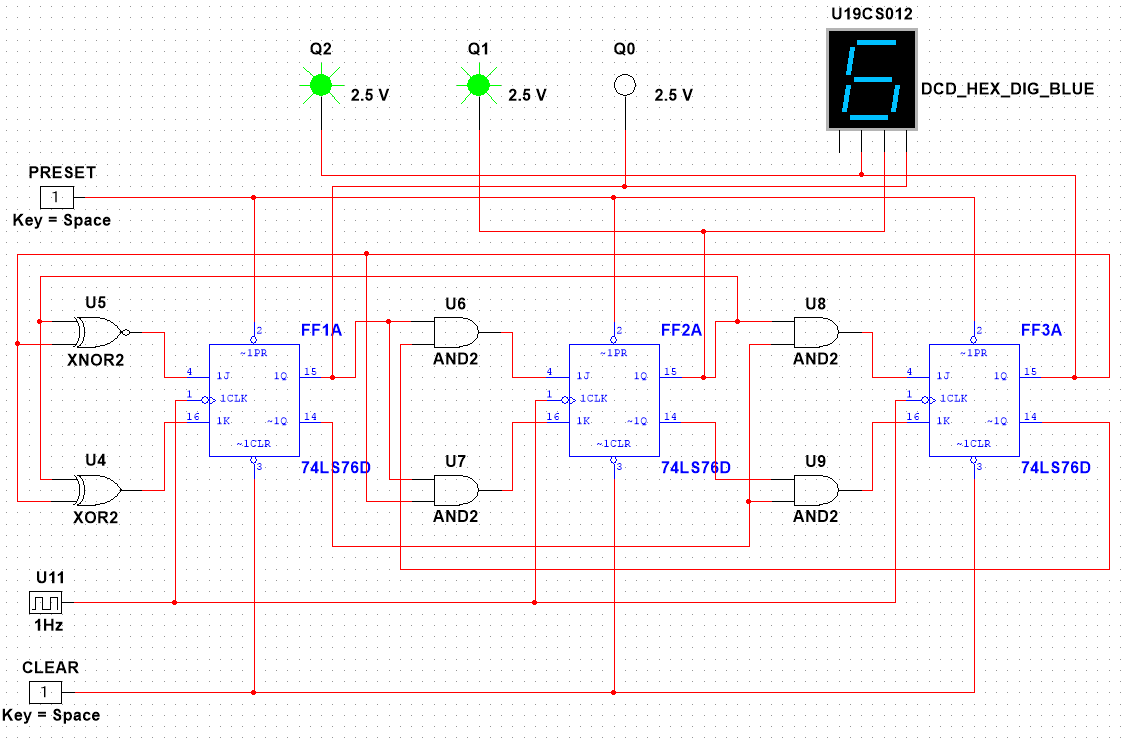 U19CS012
Q2 Q1 Q0
2.5 V 2.5 V 2.5 V
DCD_HEX_DIG_BLUE
6
PRESET
1
Key = Space
U5 U6 U8
XNOR2 AND2 AND2
FF1A FF2A FF3A
2 2 2
~1PR ~1PR ~1PR
4 1J 1Q 15 4 1J 1Q 15 4 1J 1Q 15
1 1CLK 1 1CLK 1 1CLK
16 1K ~1Q 14 16 1K ~1Q 14 16 1K ~1Q 14
~1CLR ~1CLR ~1CLR
3 3 3
74LS76D 74LS76D 74LS76D
U4 U7 U9
XOR2 AND2 AND2
U11
1Hz
CLEAR
1
Key = Space